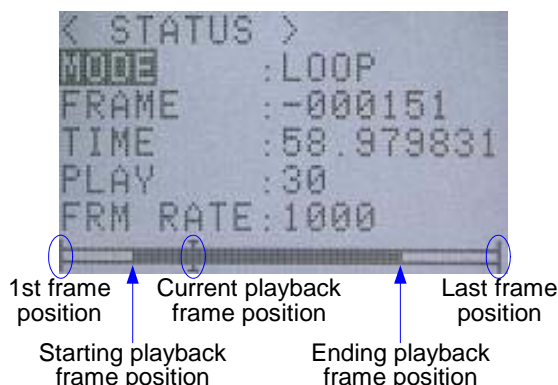 < STATUS >
MODE :LOOP
FRAME :-000151
TIME :58.979831
PLAY :30
FRM RATE:1000
1st frame position
Current playback frame position
Last frame position
Starting playback frame position
Ending playback frame position